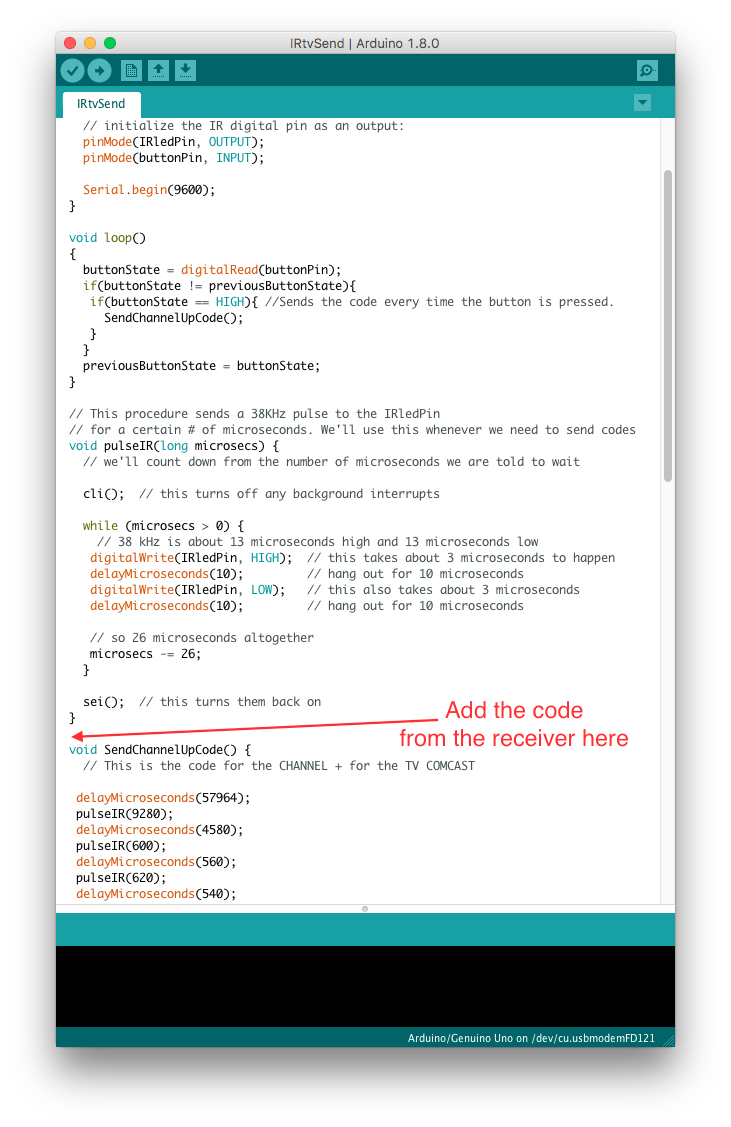 IRtvSend | Arduino 1.8.0
IRtvSend
// initialize the IR digital pin as an output:
pinMode(IRledPin, OUTPUT);
pinMode(buttonPin, INPUT);
Serial.begin(9600);
}
void loop()
{
buttonState = digitalRead(buttonPin);
if(buttonState != previousButtonState){
if(buttonState == HIGH){ //Sends the code every time the button is pressed.
SendChannelUpCode();
}
}
previousButtonState = buttonState;
}
// This procedure sends a 38KHz pulse to the IRledPin
// for a certain # of microseconds. We'll use this whenever we need to send codes
void pulseIR(long microsecs) {
// we'll count down from the number of microseconds we are told to wait
cli();  // this turns off any background interrupts
while (microsecs > 0) {
// 38 kHz is about 13 microseconds high and 13 microseconds low
digitalWrite(IRledPin, HIGH);  // this takes about 3 microseconds to happen
delayMicroseconds(10);         // hang out for 10 microseconds
digitalWrite(IRledPin, LOW);   // this also takes about 3 microseconds
delayMicroseconds(10);         // hang out for 10 microseconds
// so 26 microseconds altogether
microsecs -= 26;
}
sei();  // this turns them back on
}
Add the code
from the receiver here
void SendChannelUpCode() {
// This is the code for the CHANNEL + for the TV COMCAST
delayMicroseconds(57964);
pulseIR(9280);
delayMicroseconds(4580);
pulseIR(600);
delayMicroseconds(560);
pulseIR(620);
delayMicroseconds(540);
Arduino/Genuino Uno on /dev/cu.usbmodemFD121